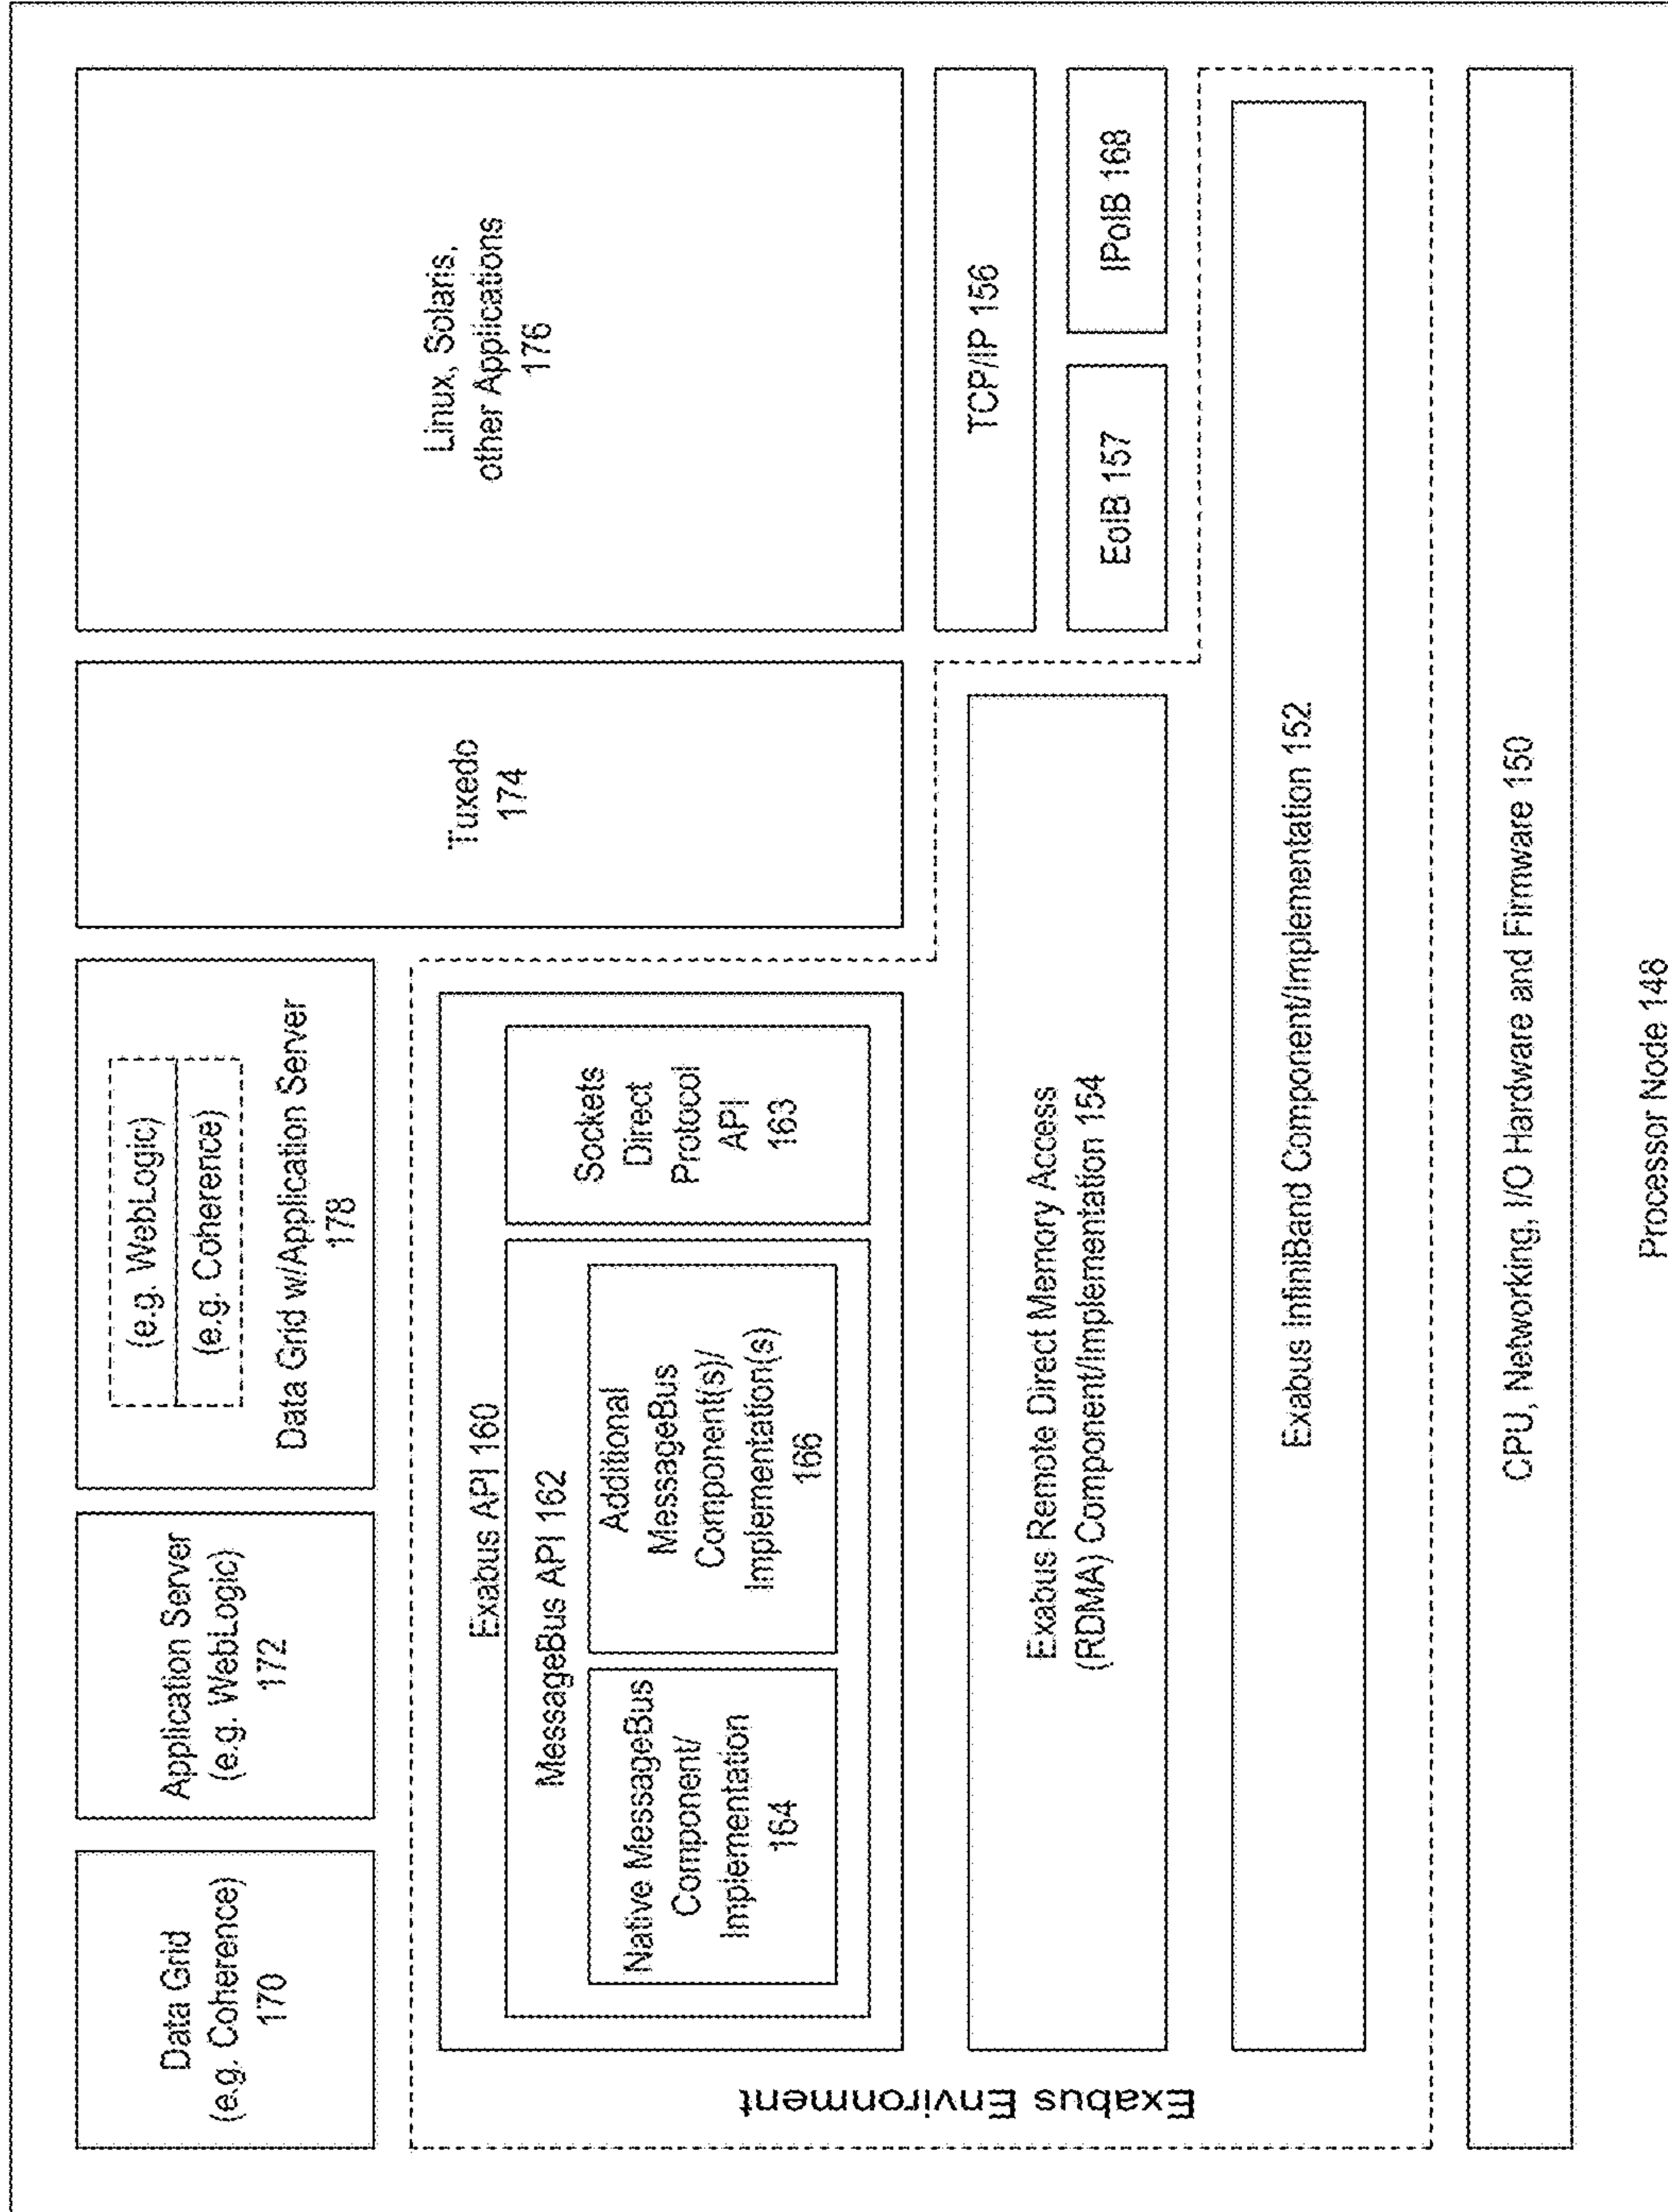 Data Grid
(e.g. Coherence)
170
Application Server
(e.g. WebLogic)
172
(e.g. WebLogic)
(e.g. Coherence)
Data Grid w/Application Server
178
Tuxedo
174
Linux, Solaris,
other Applications
176
Exabus Environment
Exabus API 160
MessageBus API 162
Native MessageBus
Component/
Implementation
164
Additional
MessageBus
Component(s)/
Implementation(s)
166
Sockets
Direct
Protocol
API
163
TCP/IP 156
EoIB 157
IPoIB 168
Exabus Remote Direct Memory Access
(RDMA) Component/Implementation 154
Exabus InfiniBand Component/Implementation 152
CPU, Networking, I/O Hardware and Firmware 150
Processor Node 148